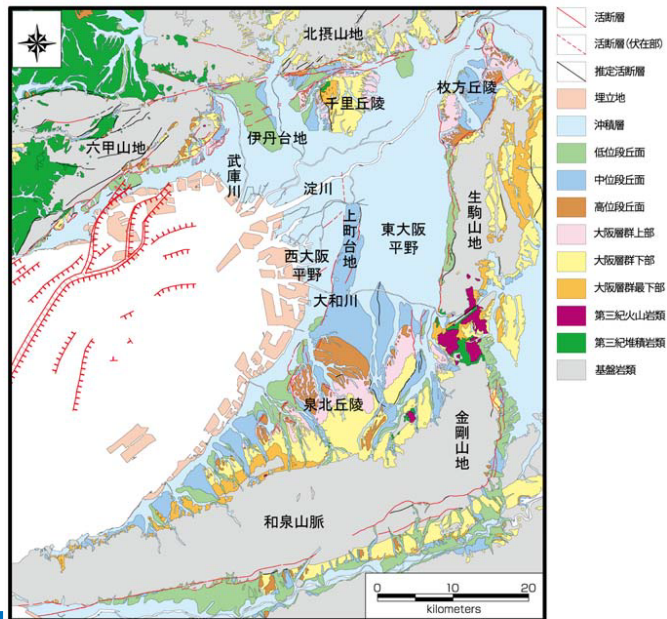 北摂山地
千里丘陵
枚方丘陵
伊丹台地
六甲山地
武庫川
淀川
生駒山地
上町台地
東大阪
平野
西大阪
平野
大和川
泉北丘陵
金剛山地
和泉山脈
0 10 20
kilometers
活断層
活断層(伏在部)
推定活断層
埋立地
沖積層
低位段丘面
中位段丘面
高位段丘面
大阪層群上部
大阪層群下部
大阪層群最下部
第三紀火山岩類
第三紀堆積岩類
基盤岩類